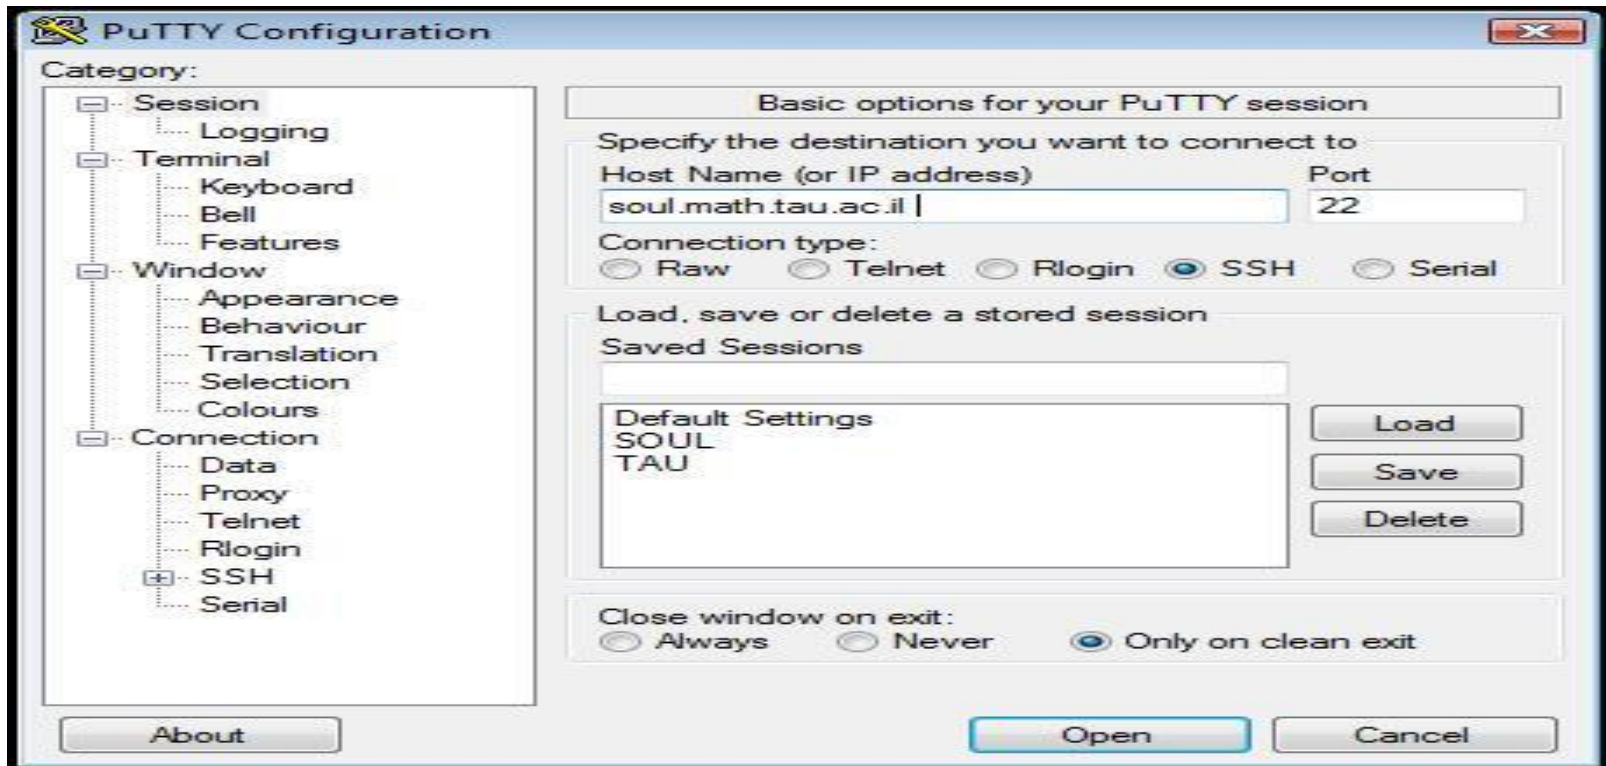 PuTTY Configuration
Category:
Session
Logging
Terminal
Keyboard
Bell
Features
Window
Appearance
Behaviour
Translation
Selection
Colours
Connection
Data
Proxy
Telnet
Rlogin
SSH
Serial
Basic options for your PuTTY session
Specify the destination you want to connect to
Host Name (or IP address) Port
soul.math.tau.ac.il 22
Connection type:
Raw Telnet Rlogin SSH Serial
Load, save or delete a stored session
Saved Sessions
Default Settings
SOUL
TAU
Load
Save
Delete
Close window on exit:
Always Never Only on clean exit
About Open Cancel